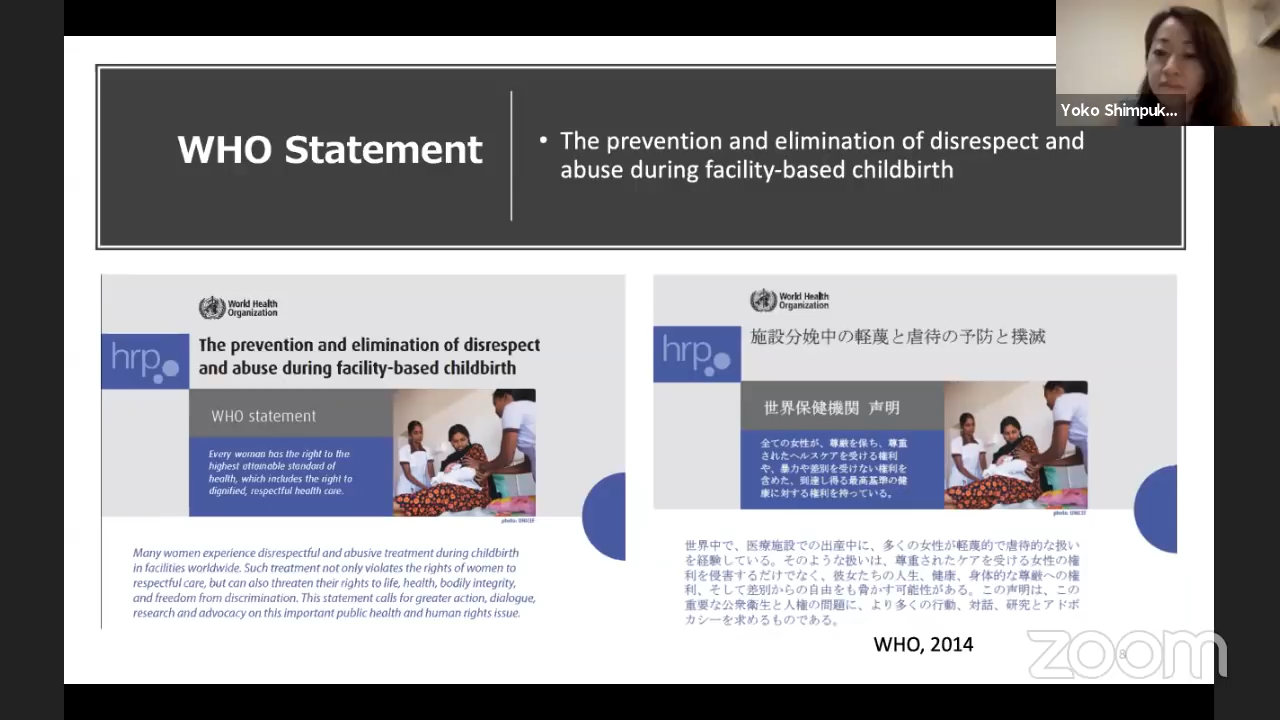 Yoko Shimpuk...
WHO Statement
• The prevention and elimination of disrespect and
abuse during facility-based childbirth
World Health
Organization
hrp
The prevention and elimination of disrespect
and abuse during facility-based childbirth
WHO statement
Every woman has the right to the
highest attainable standard of
health, which includes the right to
dignified, respectful health care.
photo: UNICEF
Many women experience disrespectful and abusive treatment during childbirth
in facilities worldwide. Such treatment not only violates the rights of women to
respectful care, but can also threaten their rights to life, health, bodily integrity,
and freedom from discrimination. This statement calls for greater action, dialogue,
research and advocacy on this important public health and human rights issue.
World Health
Organization
hrp
施設分娩中の軽蔑と虐待の予防と撲滅
世界保健機関 声明
全ての女性が、尊厳を保ち、尊重
されたヘルスケアを受ける権利
や、暴力や差別を受けない権利を
含めた、到達し得る最高基準の健
康に対する権利を持っている。
photo: UNICEF
世界中で、医療施設での出産中に、多くの女性が軽蔑的で虐待的な扱い
を経験している。そのような扱いは、尊重されたケアを受ける女性の権
利を侵害するだけでなく、彼女たちの人生、健康、身体的な尊厳への権
利、そして差別からの自由をも脅かす可能性がある。この声明は、この
重要な公衆衛生と人権の問題に、より多くの行動、対話、研究とアドボ
カシーを求めるものである。
WHO, 2014
zoom
8